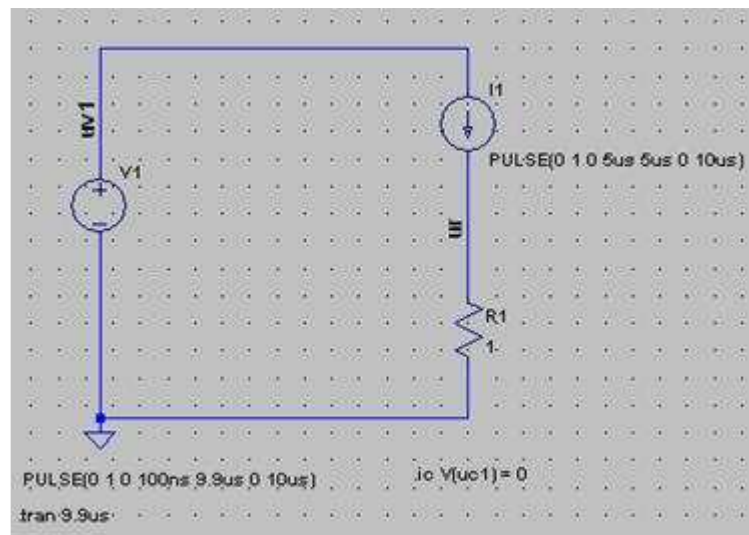 uv1
V1
I1
PULSE(0 1 0 5us 5us 0 10us)
ur
R1
1
PULSE(0 1 0 100ns 9.9us 0 10us)
.ic V(uc1) = 0
.tran 9.9us